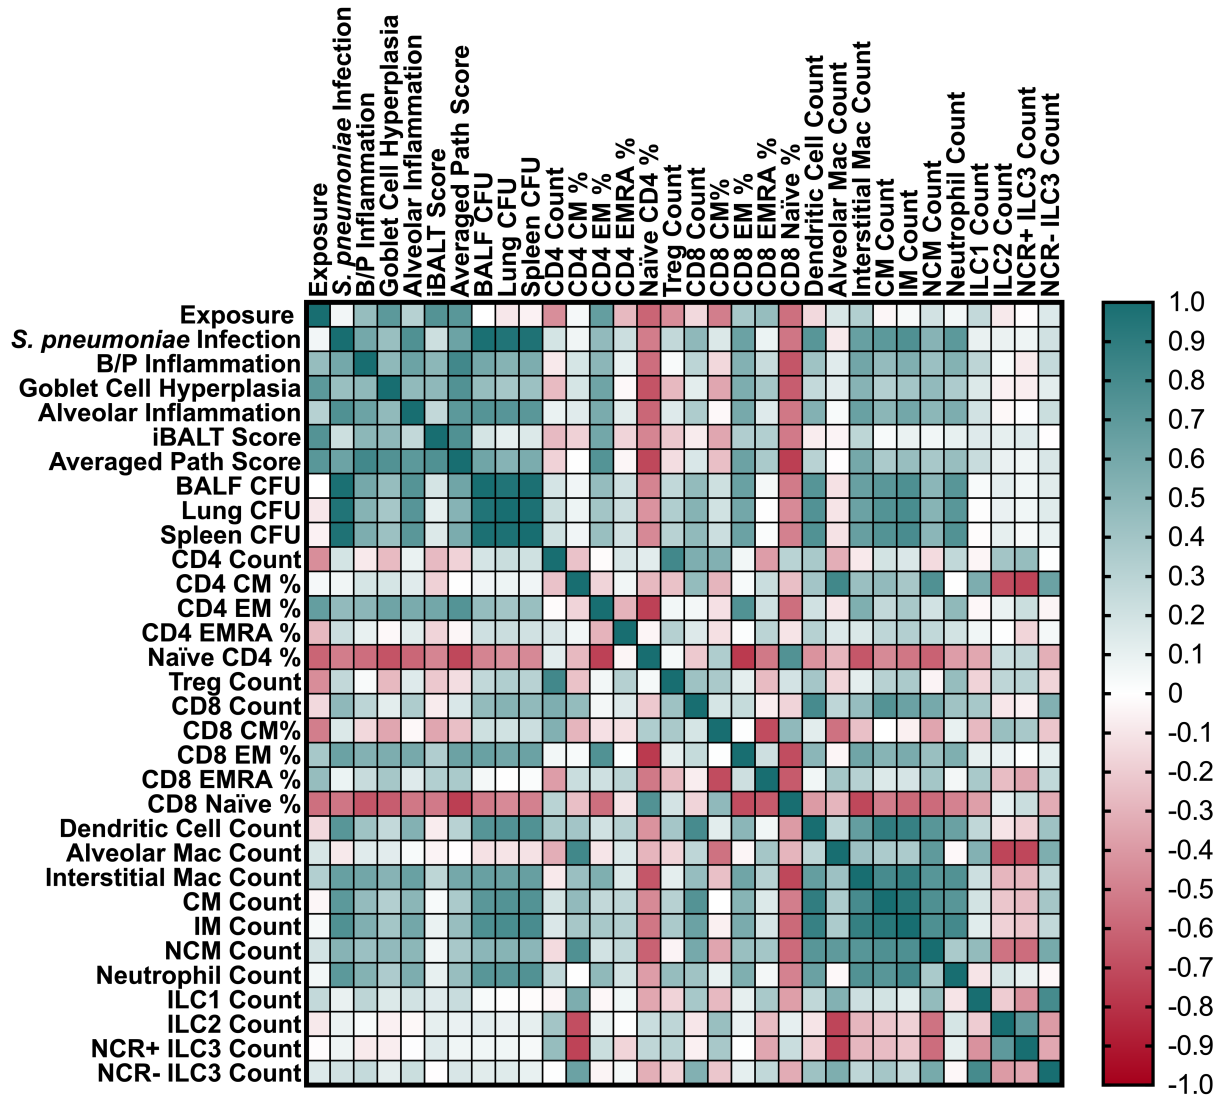 Exposure
S. pneumoniae Infection
B/P Inflammation
Goblet Cell Hyperplasia
Alveolar Inflammation
iBALT Score
Averaged Path Score
BALF CFU
Lung CFU
Spleen CFU
CD4 Count
CD4 CM %
CD4 EM %
CD4 EMRA %
Naïve CD4 %
Treg Count
CD8 Count
CD8 CM%
CD8 EM %
CD8 EMRA %
CD8 Naïve %
Dendritic Cell Count
Alveolar Mac Count
Interstitial Mac Count
CM Count
IM Count
NCM Count
Neutrophil Count
ILC1 Count
ILC2 Count
NCR+ ILC3 Count
NCR- ILC3 Count
Exposure
S. pneumoniae Infection
B/P Inflammation
Goblet Cell Hyperplasia
Alveolar Inflammation
iBALT Score
Averaged Path Score
BALF CFU
Lung CFU
Spleen CFU
CD4 Count
CD4 CM %
CD4 EM %
CD4 EMRA %
Naïve CD4 %
Treg Count
CD8 Count
CD8 CM%
CD8 EM %
CD8 EMRA %
CD8 Naïve %
Dendritic Cell Count
Alveolar Mac Count
Interstitial Mac Count
CM Count
IM Count
NCM Count
Neutrophil Count
ILC1 Count
ILC2 Count
NCR+ ILC3 Count
NCR- ILC3 Count
1.0
0.9
0.8
0.7
0.6
0.5
0.4
0.3
0.2
0.1
0
-0.1
-0.2
-0.3
-0.4
-0.5
-0.6
-0.7
-0.8
-0.9
-1.0